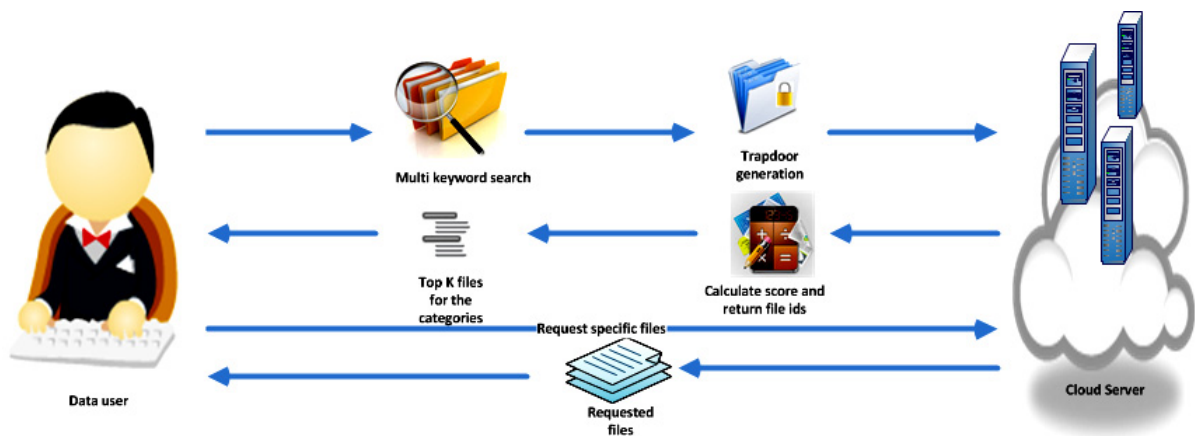 Multi keyword search
Trapdoor
generation
Top K files
for the
categories
Calculate score and
return file ids
Request specific files
Requested
files
Data user
Cloud Server